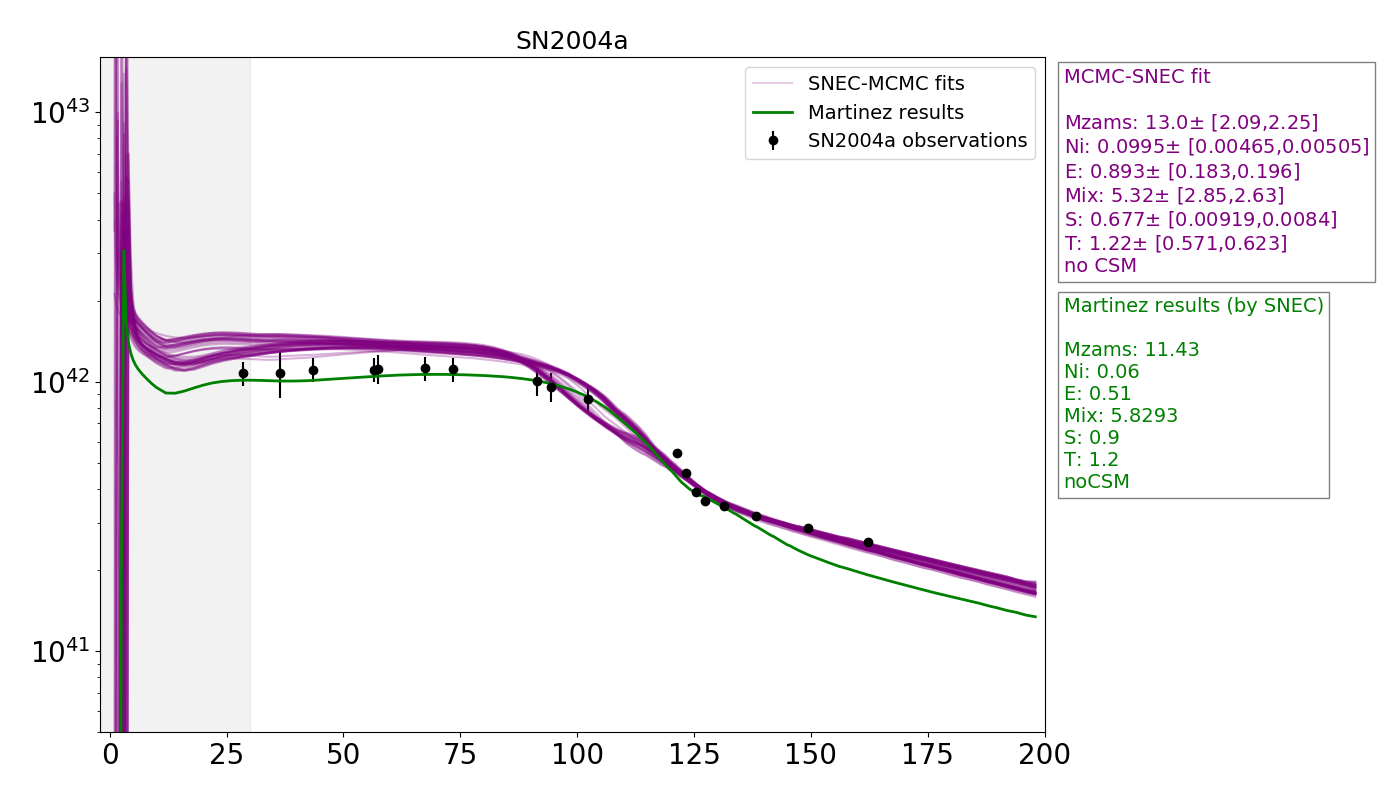 SN2004a
10^43
10^42
10^41
0 25 50 75 100 125 150 175 200
SNEC-MCMC fits
Martinez results
SN2004a observations
MCMC-SNEC fit
Mzams: 13.0± [2.09,2.25]
Ni: 0.0995± [0.00465,0.00505]
E: 0.893± [0.183,0.196]
Mix: 5.32± [2.85,2.63]
S: 0.677± [0.00919,0.0084]
T: 1.22± [0.571,0.623]
no CSM
Martinez results (by SNEC)
Mzams: 11.43
Ni: 0.06
E: 0.51
Mix: 5.8293
S: 0.9
T: 1.2
noCSM